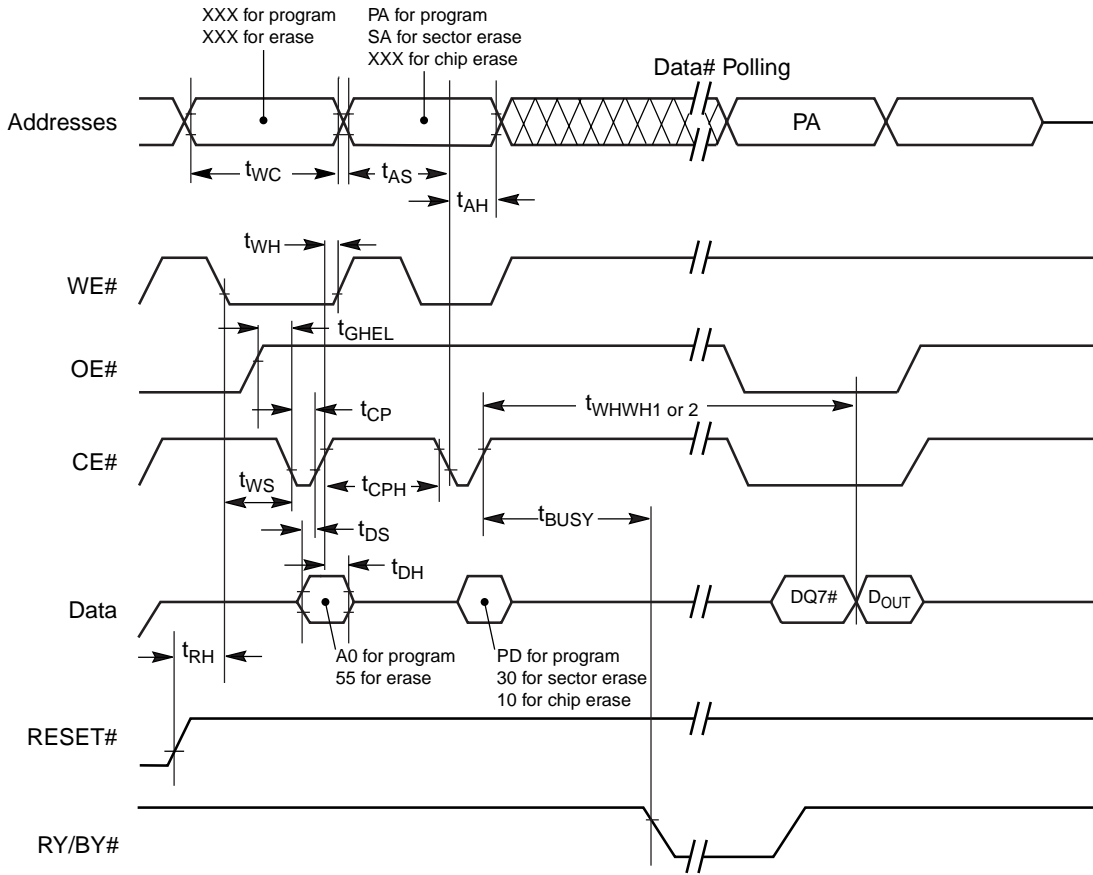 XXX for program
XXX for erase
PA for program
SA for sector erase
XXX for chip erase
Data# Polling
Addresses
PA
tWC
tAS
tAH
tWH
WE#
tGHEL
OE#
tWHWH1 or 2
tCP
CE#
tWS
tCPH
tBUSY
tDS
tDH
Data
DQ7#
DOUT
tRH
A0 for program
55 for erase
PD for program
30 for sector erase
10 for chip erase
RESET#
RY/BY#